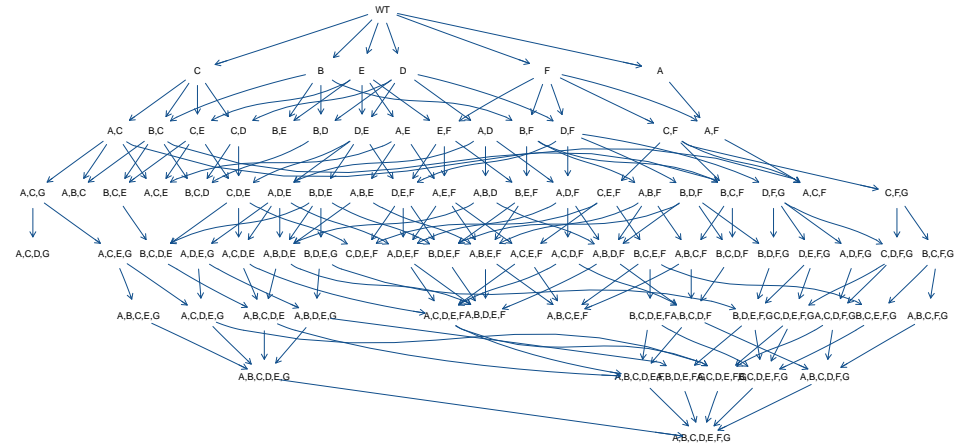 WT
C B E D F A
A,C B,C C,E C,D B,E B,D D,E A,E E,F A,D B,F D,F C,F A,F
A,C,G A,B,C B,C,E A,C,E B,C,D C,D,E A,D,E B,D,E A,B,E D,E,F A,E,F A,B,D B,E,F A,D,F C,E,F A,B,F B,D,F B,C,F D,F,G A,C,F C,F,G
A,C,D,G A,C,E,G B,C,D,E A,D,E,G A,C,D,E A,B,D,E B,D,E,G C,D,E,F A,D,E,F B,D,E,F A,B,E,F A,C,E,F A,C,D,F A,B,D,F B,C,E,F A,B,C,F B,C,D,F B,D,F,G D,E,F,G A,D,F,G C,D,F,G B,C,F,G
A,B,C,E,G A,C,D,E,G A,B,C,D,E A,B,D,E,G A,C,D,E,F A,B,D,E,F A,B,C,E,F B,C,D,E,F A,B,C,D,F B,D,E,F,G C,D,E,F,G A,C,D,F,G B,C,E,F,G A,B,C,F,G
A,B,C,D,E,G B,C,D,E,F,G A,B,C,D,F,G
A,B,C,D,E,F,G